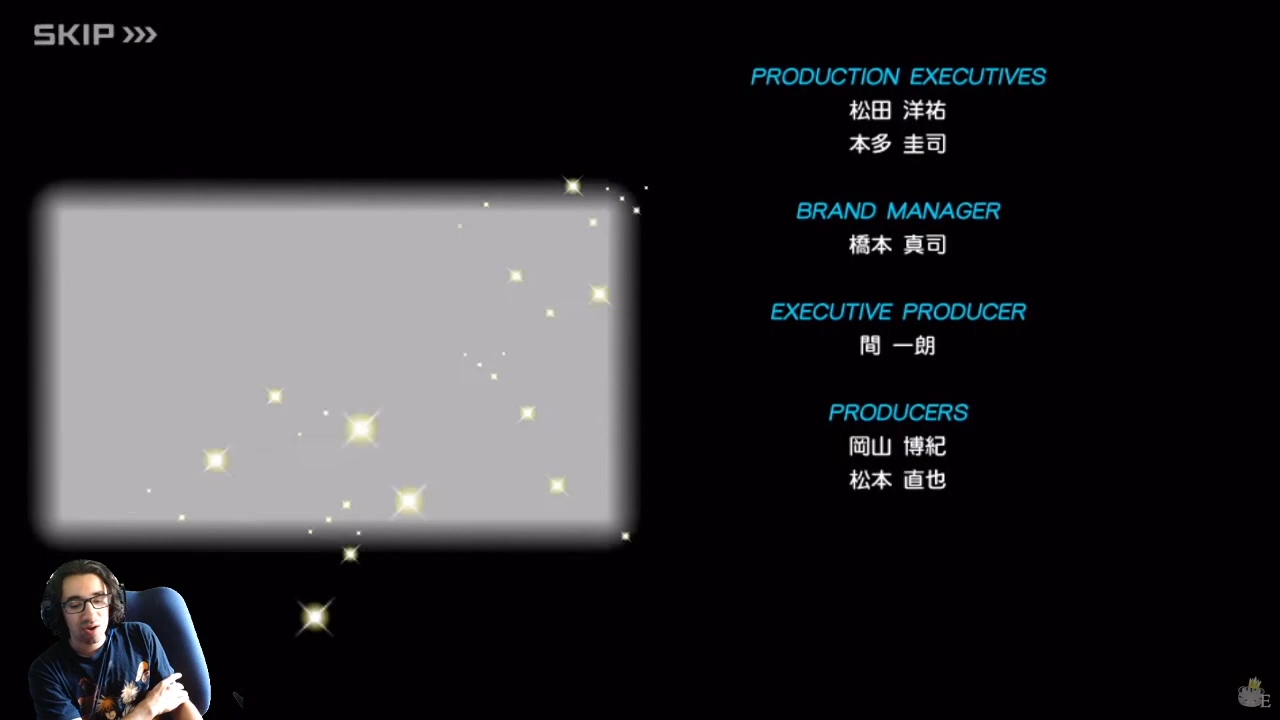 SKIP >>>
PRODUCTION EXECUTIVES
松田 洋祐
本多 圭司
BRAND MANAGER
橋本 真司
EXECUTIVE PRODUCER
間 一朗
PRODUCERS
岡山 博紀
松本 直也
E